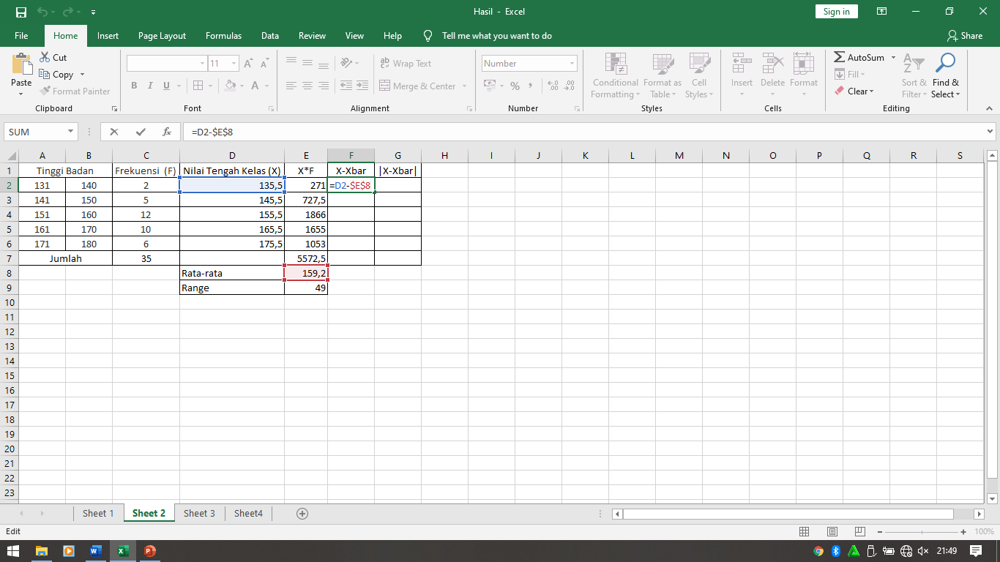 Hasil - Excel
Sign in
File Home Insert Page Layout Formulas Data Review View Help Tell me what you want to do Share
Paste Cut Copy Format Painter
Clipboard
11 A A B I U A
Font
ab Wrap Text Merge & Center
Alignment
Number % , ←.0 .00 .00 →.0
Number
Conditional Formatting Format as Table Cell Styles
Styles
Insert Delete Format
Cells
AutoSum Fill Clear Sort & Filter Find & Select
Editing
SUM fx =D2-$E$8
A B C D E F G H I J K L M N O P Q R S
1 Tinggi Badan Frekuensi (F) Nilai Tengah Kelas (X) X*F X-Xbar |X-Xbar|
2 131 140 2 135,5 271 =D2-$E$8
3 141 150 5 145,5 727,5
4 151 160 12 155,5 1866
5 161 170 10 165,5 1655
6 171 180 6 175,5 1053
7 Jumlah 35 5572,5
8 Rata-rata 159,2
9 Range 49
10
11
12
13
14
15
16
17
18
19
20
21
22
23
Sheet 1 Sheet 2 Sheet 3 Sheet4
Edit 100%
21:49